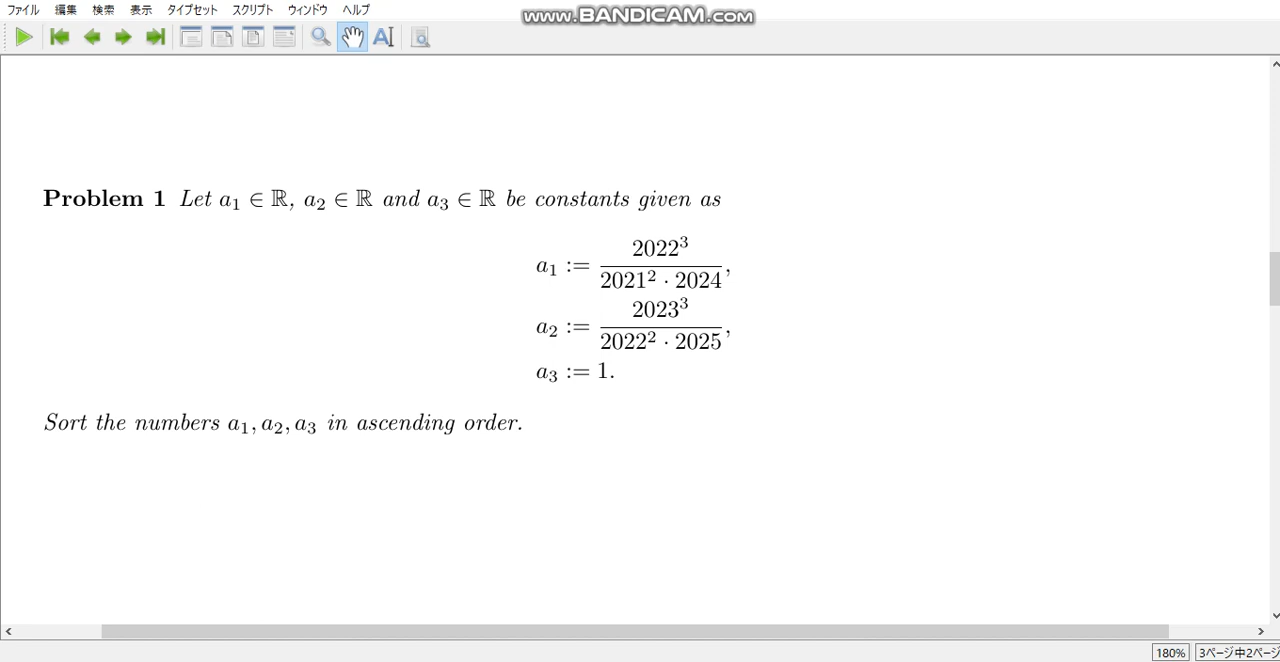 ファイル 編集 検索 表示 タイプセット スクリプト ウィンドウ ヘルプ
www.BANDICAM.com
Problem 1 Let a₁ ∈ ℝ, a₂ ∈ ℝ and a₃ ∈ ℝ be constants given as
a₁ := 2022³ / 2021² · 2024,
a₂ := 2023³ / 2022² · 2025,
a₃ := 1.
Sort the numbers a₁, a₂, a₃ in ascending order.
180% 3ページ中2ページ